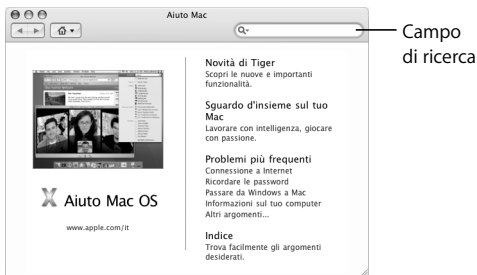 Aiuto Mac
Campo
di ricerca
Novità di Tiger
Scopri le nuove e importanti
funzionalità.
Sguardo d'insieme sul tuo
Mac
Lavorare con intelligenza, giocare
con passione.
Problemi più frequenti
Connessione a Internet
Ricordare le password
Passare da Windows a Mac
Informazioni sul tuo computer
Altri argomenti...
Indice
Trova facilmente gli argomenti
desiderati.
Aiuto Mac OS
www.apple.com/it